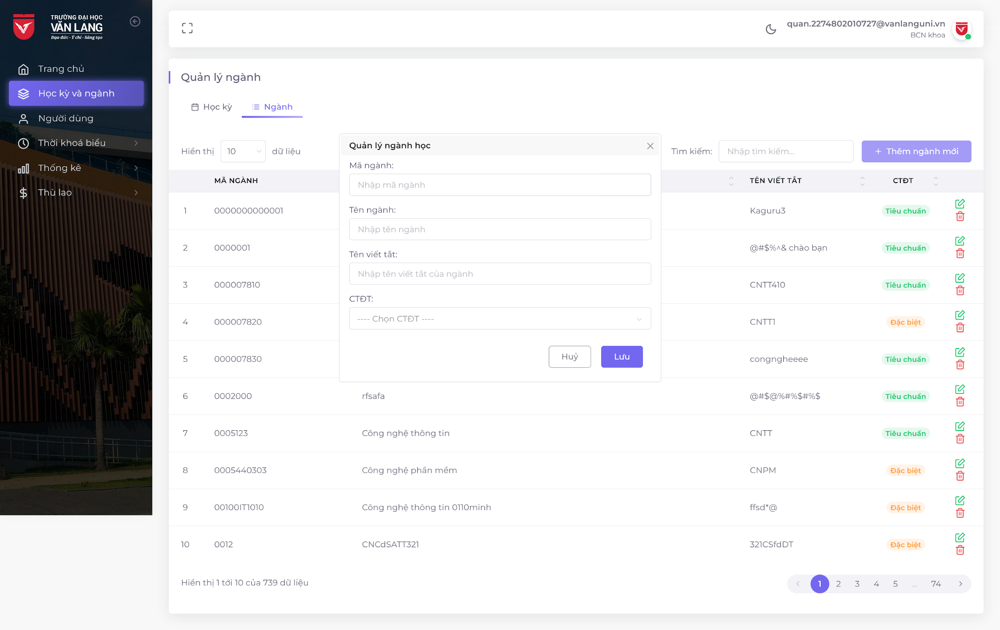 TRƯỜNG ĐẠI HỌC
VĂN LANG
Đạo đức - Ý chí - Sáng tạo
Trang chủ
Học kỳ và ngành
Người dùng
Thời khoá biểu
Thống kê
Thù lao
quan.2274802010727@vanlanguni.vn
BCN khoa
Quản lý ngành
Học kỳ
Ngành
Hiển thị 10 dữ liệu
Tìm kiếm: Nhập tìm kiếm...
+ Thêm ngành mới
MÃ NGÀNH TÊN VIẾT TẮT CTĐT
1 0000000000001 Kaguru3 Tiêu chuẩn
2 0000001 @#$%^& chào bạn Tiêu chuẩn
3 000007810 CNTT410 Tiêu chuẩn
4 000007820 CNTT1 Đặc biệt
5 000007830 congngheeee Tiêu chuẩn
6 0002000 rfsafa @#$@%#%$#%$ Tiêu chuẩn
7 0005123 Công nghệ thông tin CNTT Tiêu chuẩn
8 0005440303 Công nghệ phần mềm CNPM Đặc biệt
9 00100IT1010 Công nghệ thông tin 0110minh ffsd*@ Đặc biệt
10 0012 CNCdSATT321 321CSfdDT Đặc biệt
Quản lý ngành học
Mã ngành:
Nhập mã ngành
Tên ngành:
Nhập tên ngành
Tên viết tắt:
Nhập tên viết tắt của ngành
CTĐT:
---- Chọn CTĐT ----
Huỷ
Lưu
Hiển thị 1 tới 10 của 739 dữ liệu
1 2 3 4 5 ... 74